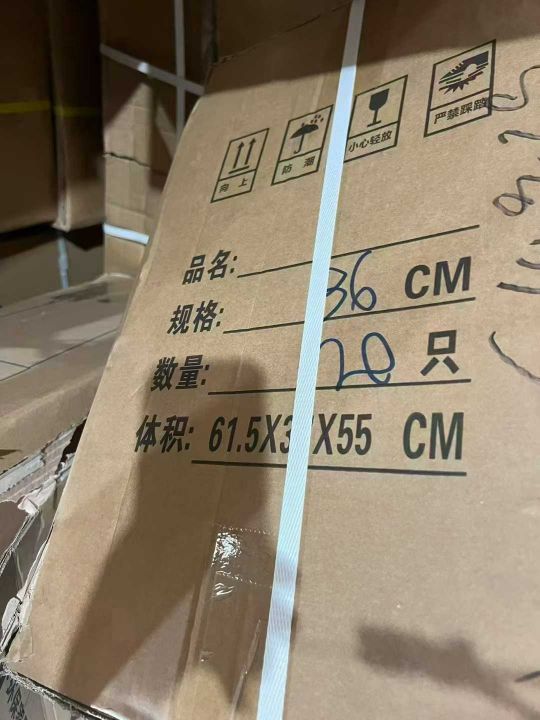 向上
防潮
小心轻放
严禁踩踏
品名:
规格: 36 CM
数量: 20 只
体积: 61.5X3 X55 CM